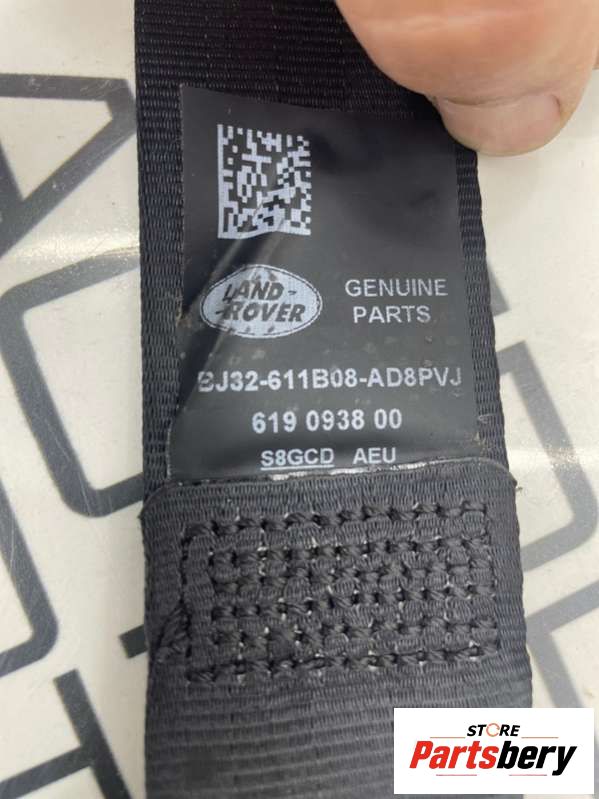 LAND-
ROVER
GENUINE
PARTS
BJ32-611B08-AD8PVJ
619 0938 00
S8GCD AEU
STORE
Partsbery